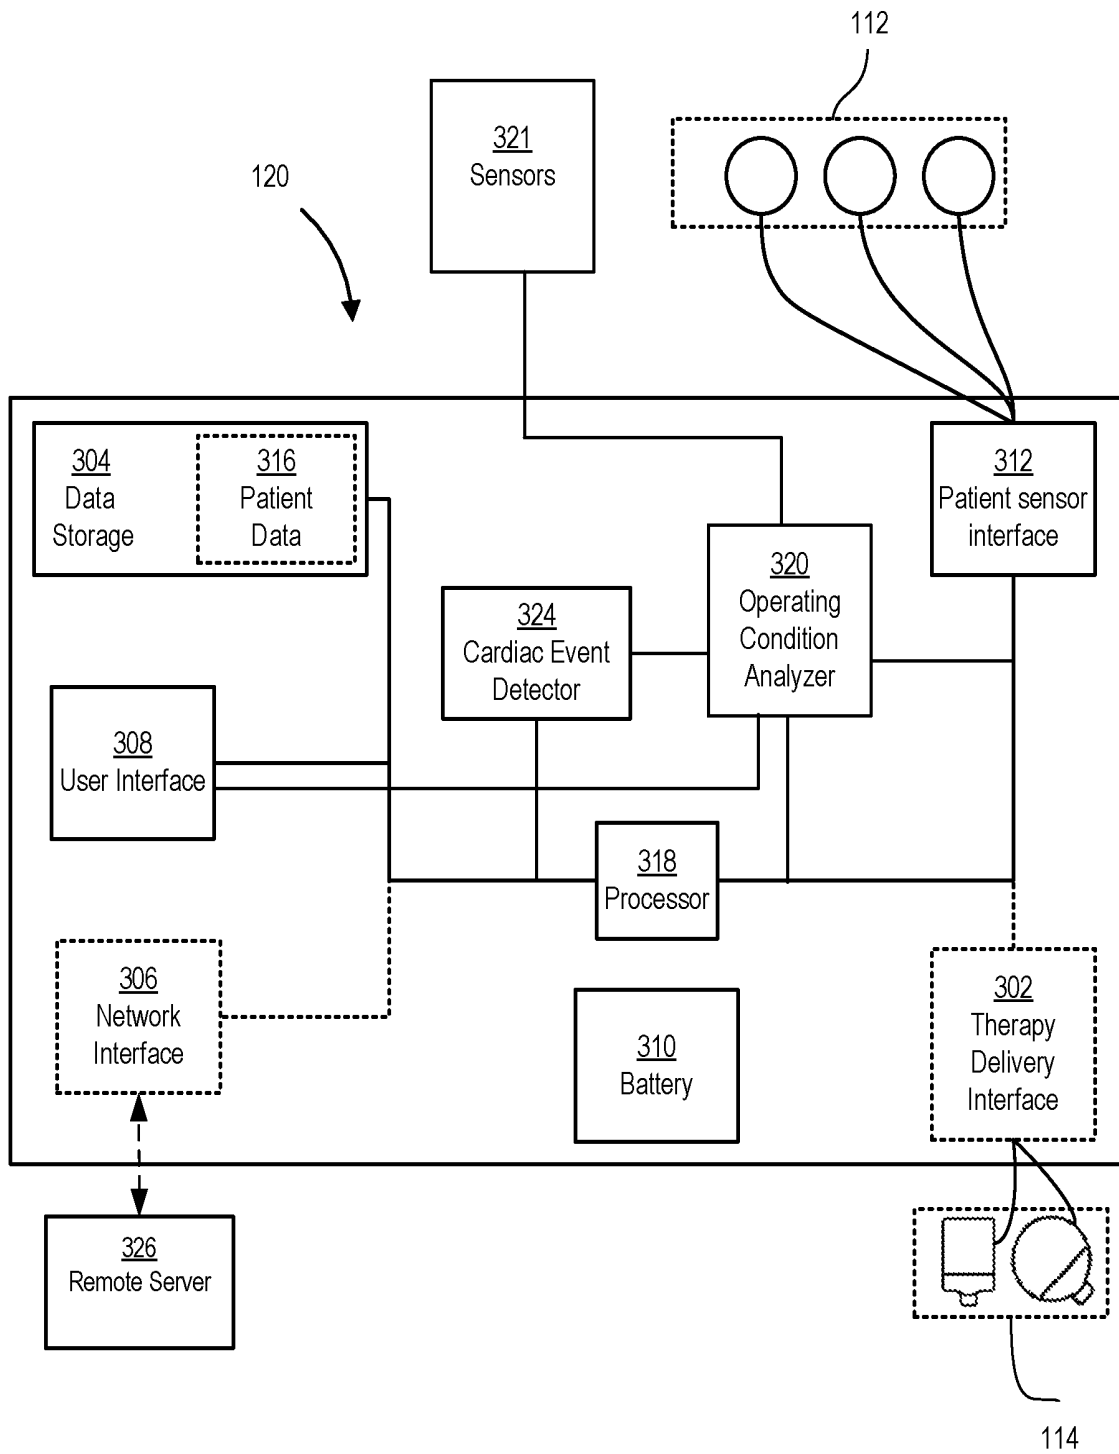 112
321
Sensors
120
304
Data
Storage
316
Patient
Data
312
Patient sensor
interface
320
Operating
Condition
Analyzer
324
Cardiac Event
Detector
308
User Interface
318
Processor
306
Network
Interface
310
Battery
302
Therapy
Delivery
Interface
326
Remote Server
114